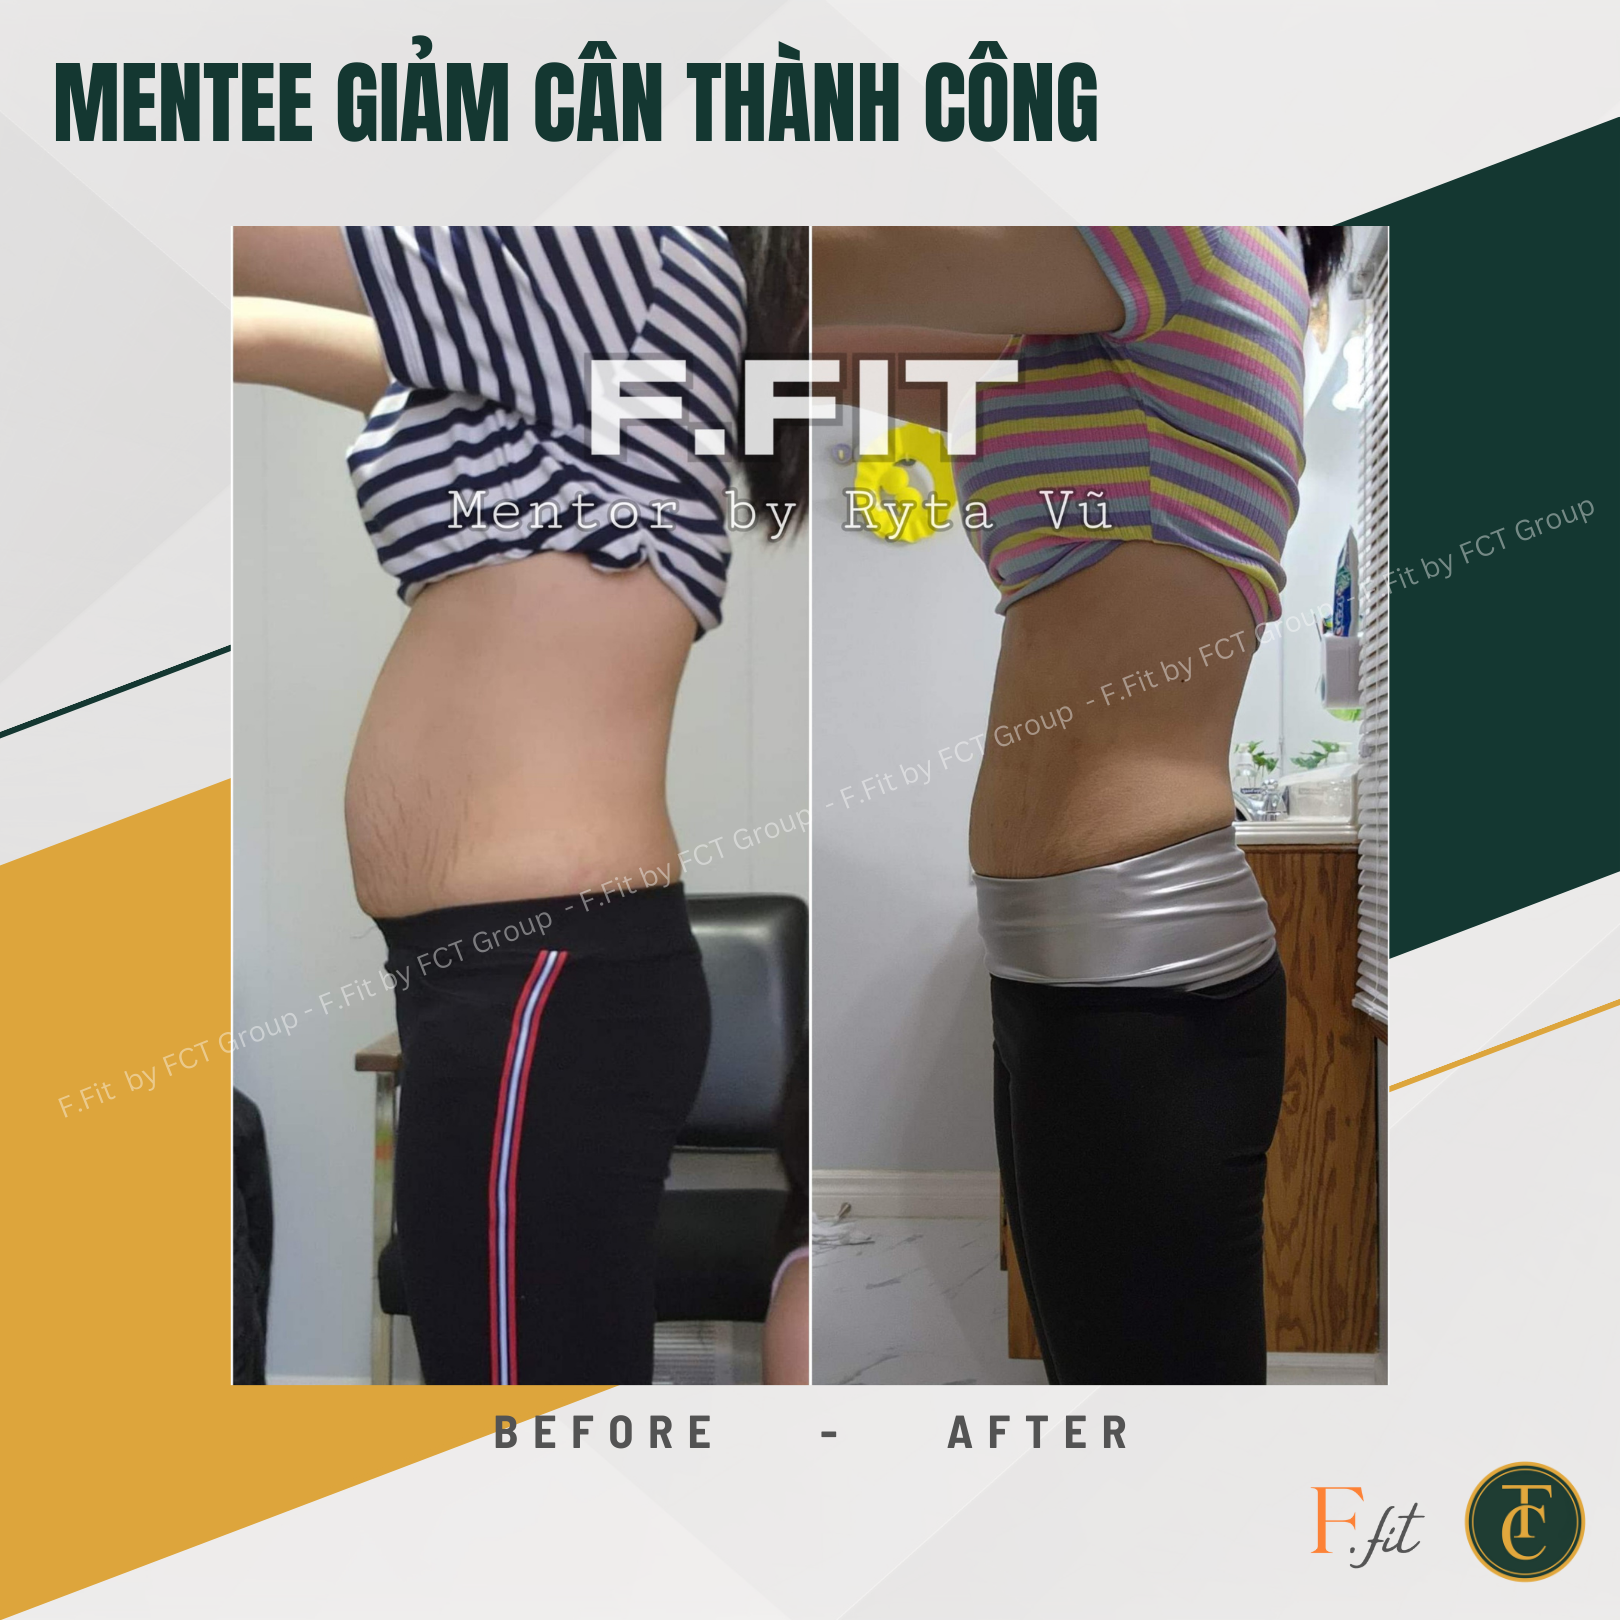 MENTEE GIẢM CÂN THÀNH CÔNG
F.FIT
Mentor by Ryta Vũ
F.Fit by FCT Group - F.Fit by FCT Group - F.Fit by FCT Group - F.Fit by FCT Group - F.Fit by FCT Group - F.Fit by FCT Group
BEFORE - AFTER
F.fit
TC